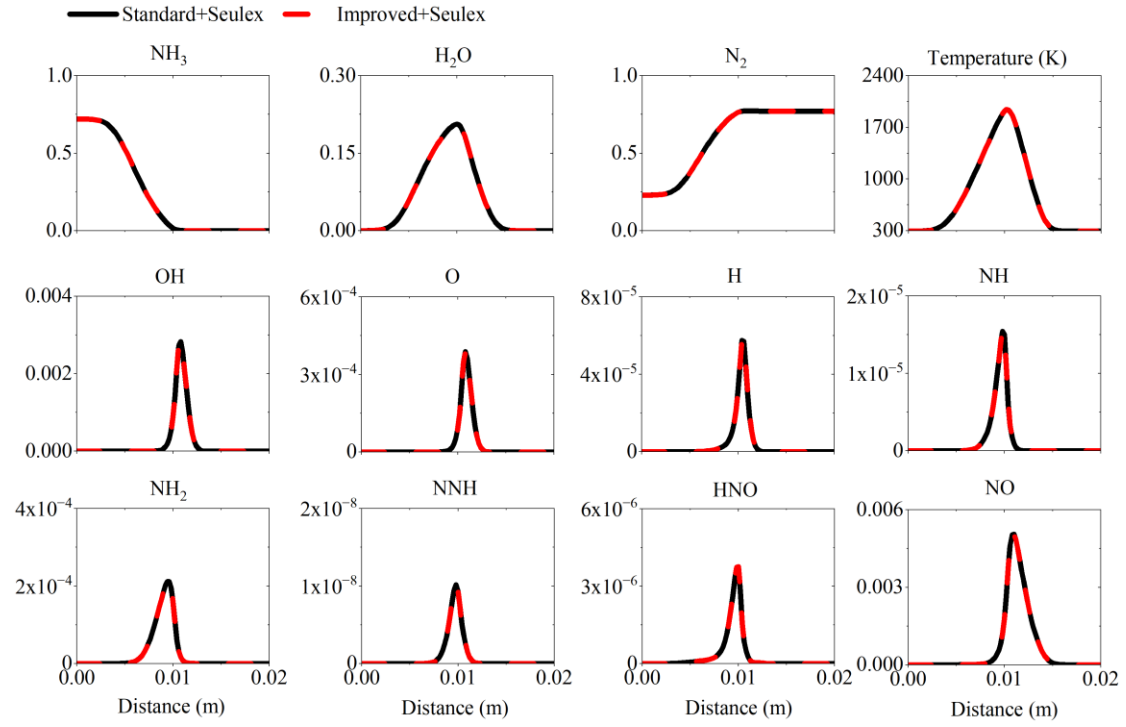 Standard+Seulex Improved+Seulex
NH₃ H₂O N₂ Temperature (K)
1.0 0.30 1.0 2400
1700
0.5 0.15 0.5 1000
0.0 0.00 0.0 300
OH O H NH
0.004 6x10⁻⁴ 8x10⁻⁵ 2x10⁻⁵
0.002 3x10⁻⁴ 4x10⁻⁵ 1x10⁻⁵
0.000 0 0 0
NH₂ NNH HNO NO
4x10⁻⁴ 2x10⁻⁸ 6x10⁻⁶ 0.006
2x10⁻⁴ 1x10⁻⁸ 3x10⁻⁶ 0.003
0 0 0 0.000
0.00 0.01 0.02 0.00 0.01 0.02 0.00 0.01 0.02 0.00 0.01 0.02
Distance (m) Distance (m) Distance (m) Distance (m)